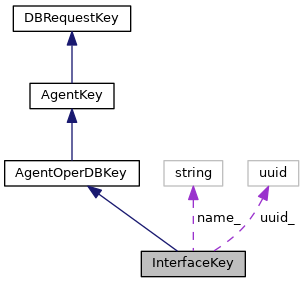 DBRequestKey
AgentKey
AgentOperDBKey
string
uuid
name_
uuid_
InterfaceKey